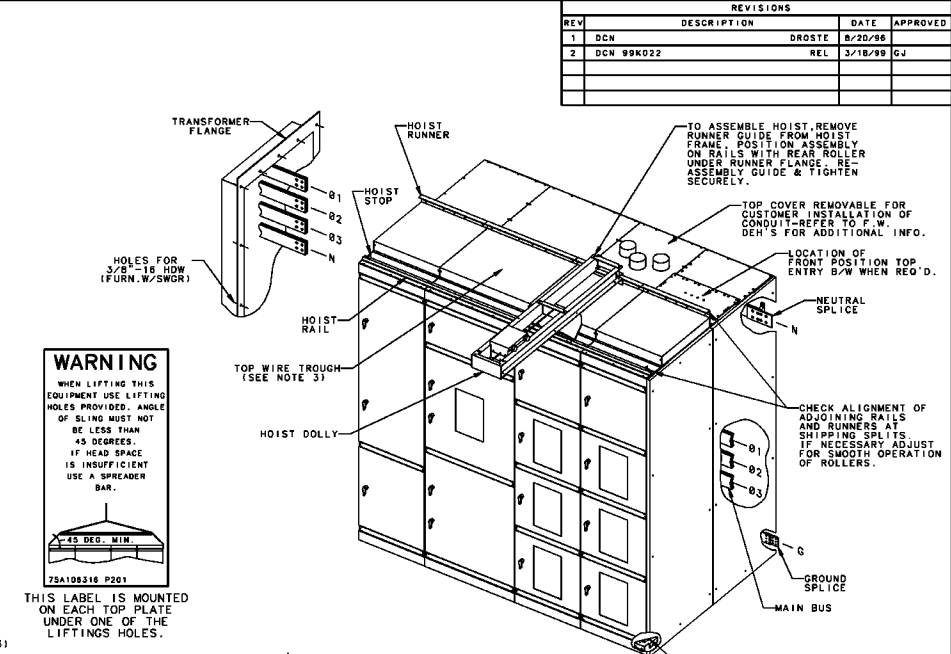 REVISIONS
REV DESCRIPTION DATE APPROVED
1 DCN DROSTE 8/20/96
2 DCN 99K022 REL 3/18/99 GJ
TRANSFORMER
FLANGE
HOIST
RUNNER
TO ASSEMBLE HOIST,REMOVE
RUNNER GUIDE FROM HOIST
FRAME, POSITION ASSEMBLY
ON RAILS WITH REAR ROLLER
UNDER RUNNER FLANGE. RE-
ASSEMBLY GUIDE & TIGHTEN
SECURELY.
HOIST
STOP
Ø1
Ø2
Ø3
N
TOP COVER REMOVABLE FOR
CUSTOMER INSTALLATION OF
CONDUIT-REFER TO F.W.
DEH'S FOR ADDITIONAL INFO.
LOCATION OF
FRONT POSITION TOP
ENTRY B/W WHEN REQ'D.
HOLES FOR
3/8"-16 HDW
(FURN.W/SWGR)
NEUTRAL
SPLICE
N
HOIST
RAIL
TOP WIRE TROUGH
(SEE NOTE 3)
HOIST DOLLY
WARNING
WHEN LIFTING THIS
EQUIPMENT USE LIFTING
HOLES PROVIDED. ANGLE
OF SLING MUST NOT
BE LESS THAN
45 DEGREES.
IF HEAD SPACE
IS INSUFFICIENT
USE A SPREADER
BAR.
45 DEG. MIN.
75A106316 P201
THIS LABEL IS MOUNTED
ON EACH TOP PLATE
UNDER ONE OF THE
LIFTINGS HOLES.
CHECK ALIGNMENT OF
ADJOINING RAILS
AND RUNNERS AT
SHIPPING SPLITS.
IF NECESSARY ADJUST
FOR SMOOTH OPERATION
OF ROLLERS.
Ø1
Ø2
Ø3
G
GROUND
SPLICE
MAIN BUS